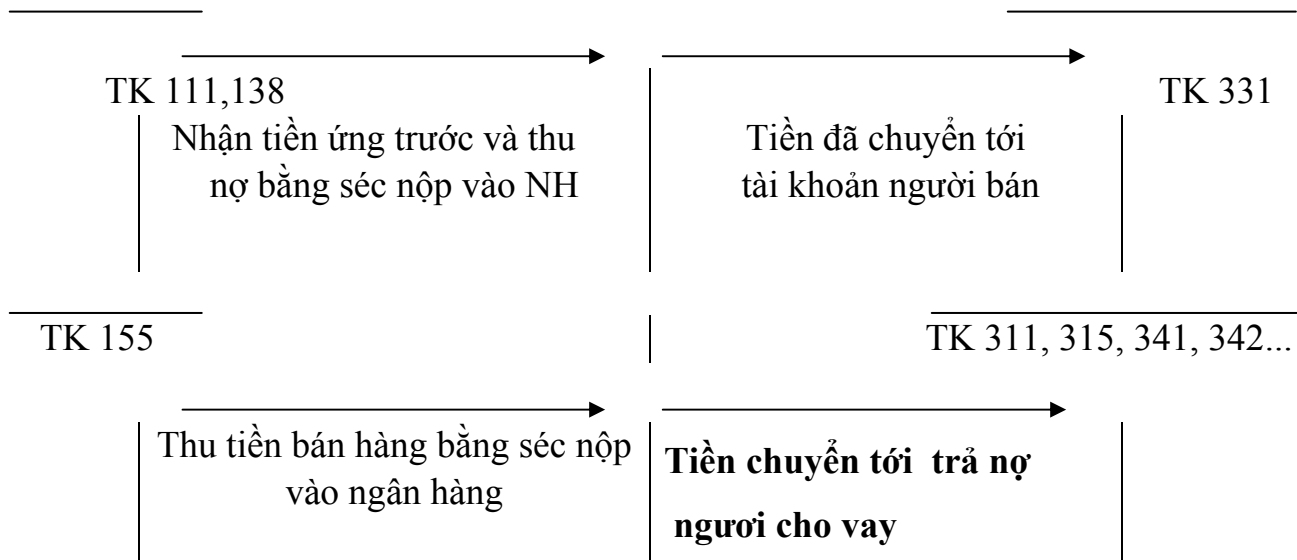 TK 111,138
TK 331
Nhận tiền ứng trước và thu
nợ bằng séc nộp vào NH
Tiền đã chuyển tới
tài khoản người bán
TK 155
TK 311, 315, 341, 342...
Thu tiền bán hàng bằng séc nộp
vào ngân hàng
Tiền chuyển tới trả nợ
ngươi cho vay